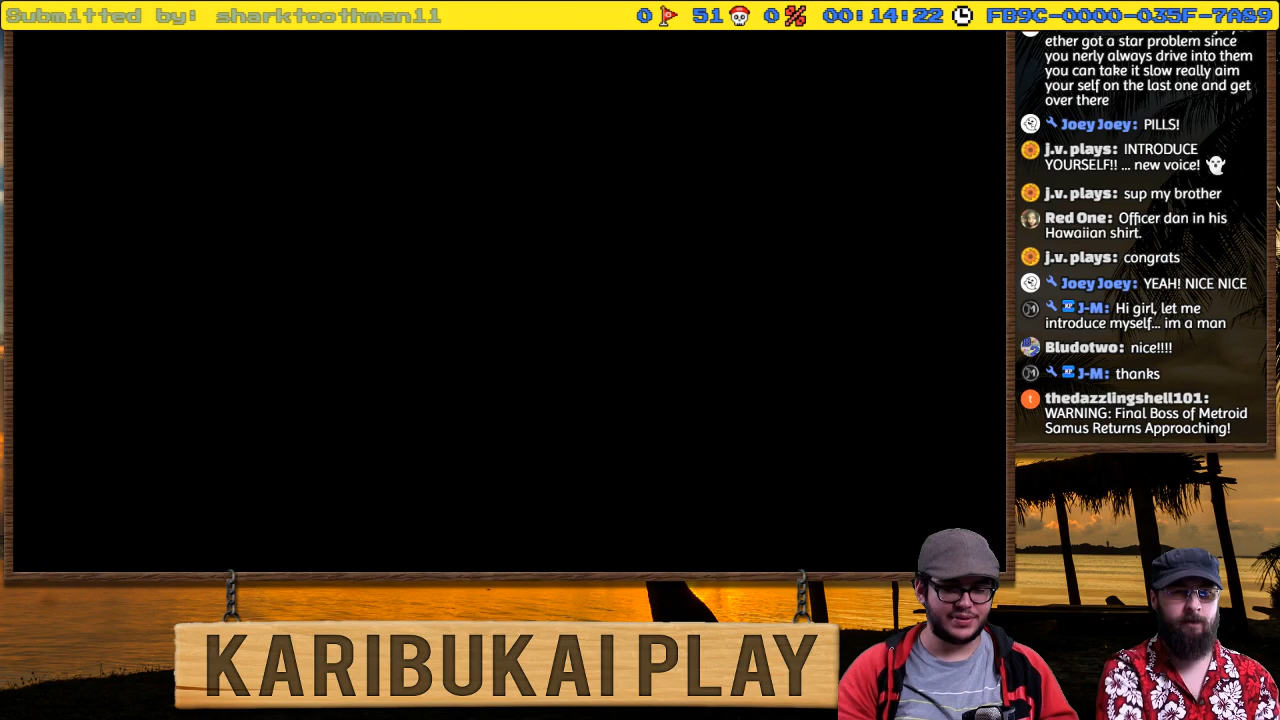 Submitted by: sharktoothman11
0 51 0 00:14:22 FB9C-0000-035F-7A89
ether got a star problem since
you nerly always drive into them
you can take it slow really aim
your self on the last one and get
over there
Joey Joey: PILLS!
j.v. plays: INTRODUCE
YOURSELF!! ... new voice!
j.v. plays: sup my brother
Red One: Officer dan in his
Hawaiian shirt.
j.v. plays: congrats
Joey Joey: YEAH! NICE NICE
J-M: Hi girl, let me
introduce myself... im a man
Bludotwo: nice!!!!
J-M: thanks
thedazzlingshell101:
WARNING: Final Boss of Metroid
Samus Returns Approaching!
KARIBUKAI PLAY